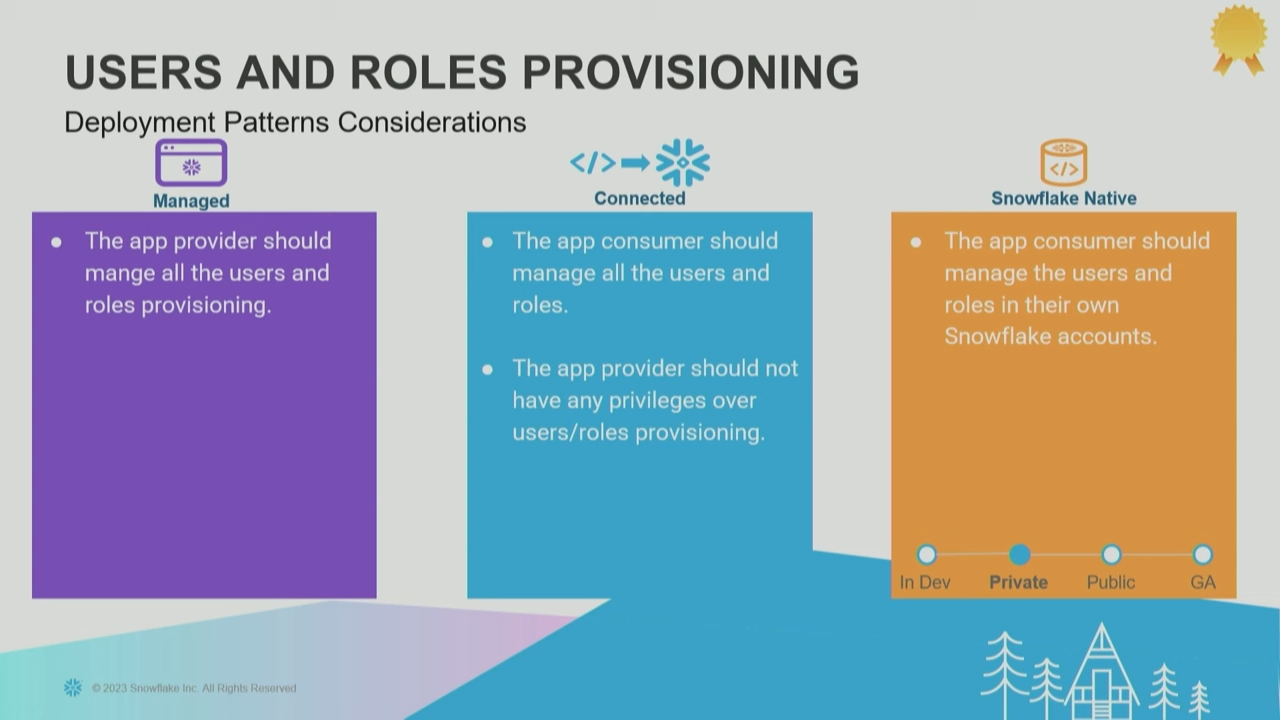 USERS AND ROLES PROVISIONING
Deployment Patterns Considerations
</>
Managed
● The app provider should
mange all the users and
roles provisioning.
Connected
● The app consumer should
manage all the users and
roles.
● The app provider should not
have any privileges over
users/roles provisioning.
</>
Snowflake Native
● The app consumer should
manage the users and
roles in their own
Snowflake accounts.
In Dev
Private
Public
GA
© 2023 Snowflake Inc. All Rights Reserved